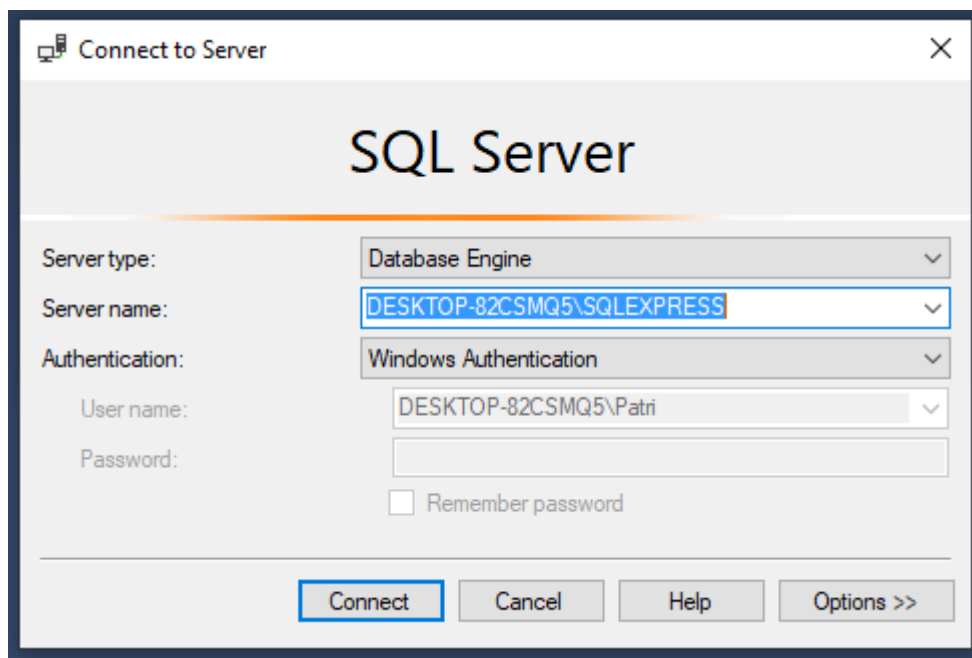 Connect to Server
SQL Server
Server type: Database Engine
Server name: DESKTOP-82CSMQ5\SQLEXPRESS
Authentication: Windows Authentication
User name: DESKTOP-82CSMQ5\Patri
Password:
Remember password
Connect Cancel Help Options >>